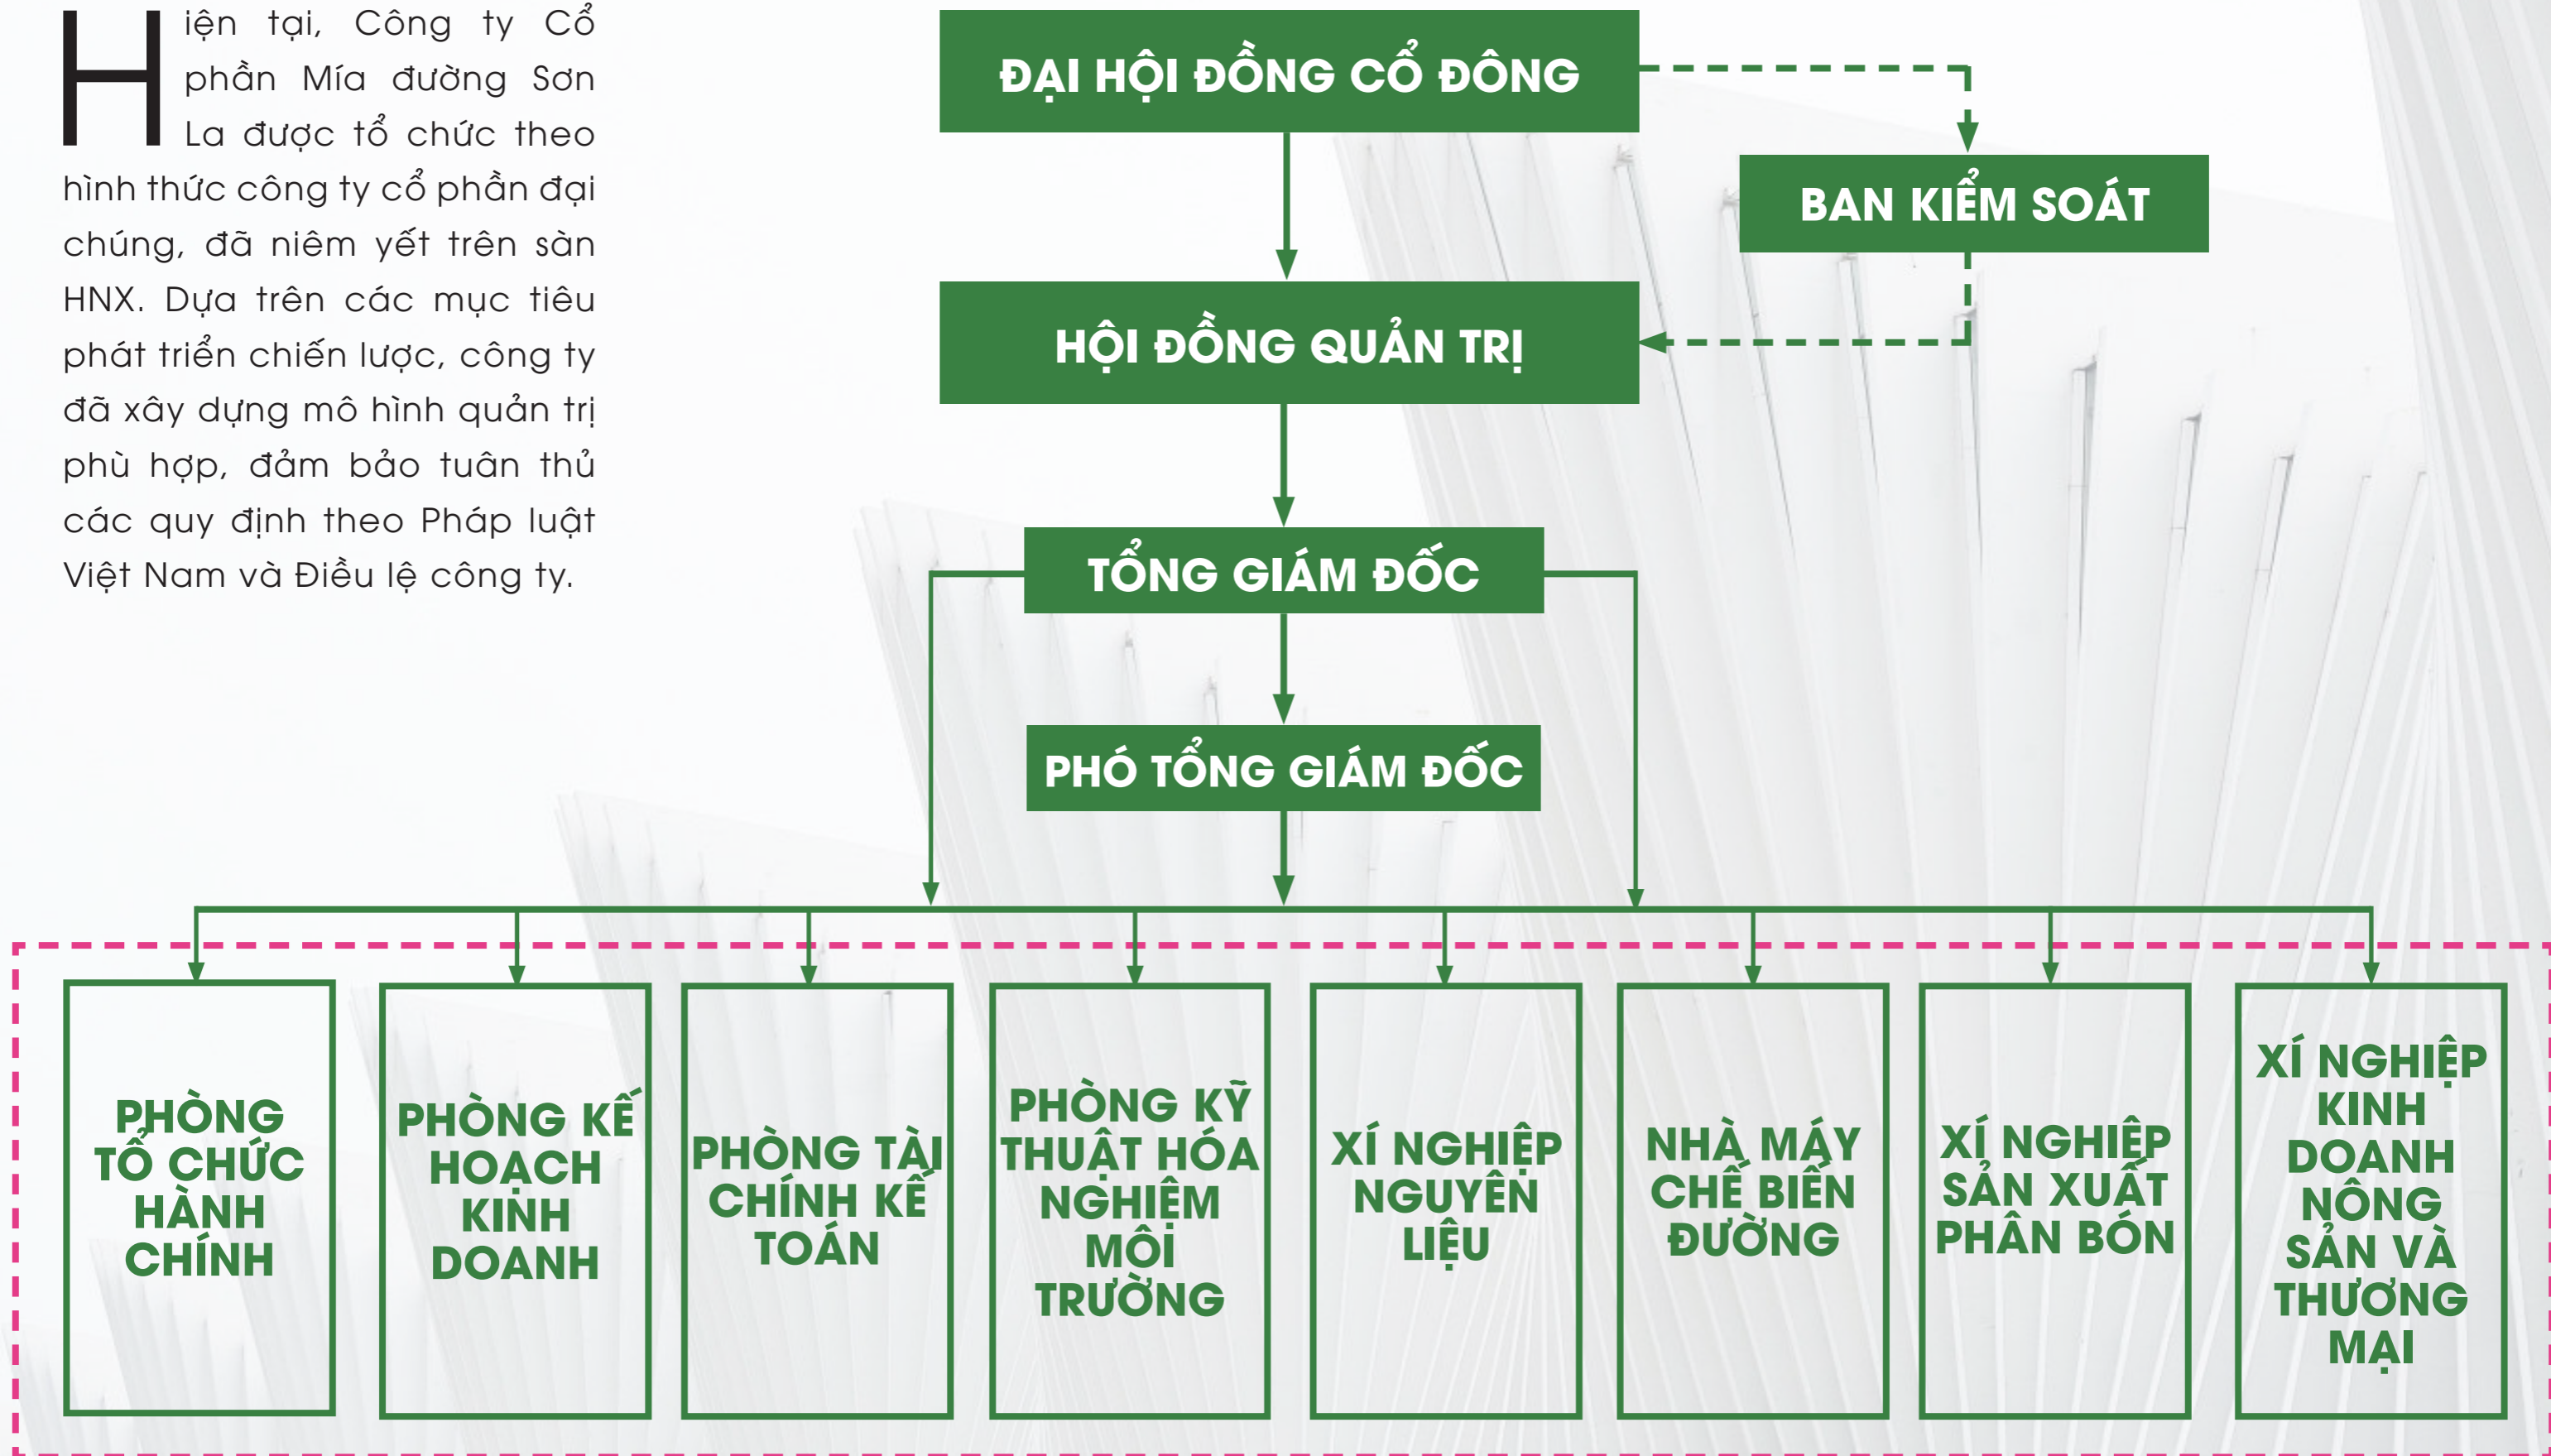 Hiện tại, Công ty Cổ
phần Mía đường Sơn
La được tổ chức theo
hình thức công ty cổ phần đại
chúng, đã niêm yết trên sàn
HNX. Dựa trên các mục tiêu
phát triển chiến lược, công ty
đã xây dựng mô hình quản trị
phù hợp, đảm bảo tuân thủ
các quy định theo Pháp luật
Việt Nam và Điều lệ công ty.
ĐẠI HỘI ĐỒNG CỔ ĐÔNG
BAN KIỂM SOÁT
HỘI ĐỒNG QUẢN TRỊ
TỔNG GIÁM ĐỐC
PHÓ TỔNG GIÁM ĐỐC
PHÒNG
TỔ CHỨC
HÀNH
CHÍNH
PHÒNG KẾ
HOẠCH
KINH
DOANH
PHÒNG TÀI
CHÍNH KẾ
TOÁN
PHÒNG KỸ
THUẬT HÓA
NGHIỆM
MÔI
TRƯỜNG
XÍ NGHIỆP
NGUYÊN
LIỆU
NHÀ MÁY
CHẾ BIẾN
ĐƯỜNG
XÍ NGHIỆP
SẢN XUẤT
PHÂN BÓN
XÍ NGHIỆP
KINH
DOANH
NÔNG
SẢN VÀ
THƯƠNG
MẠI